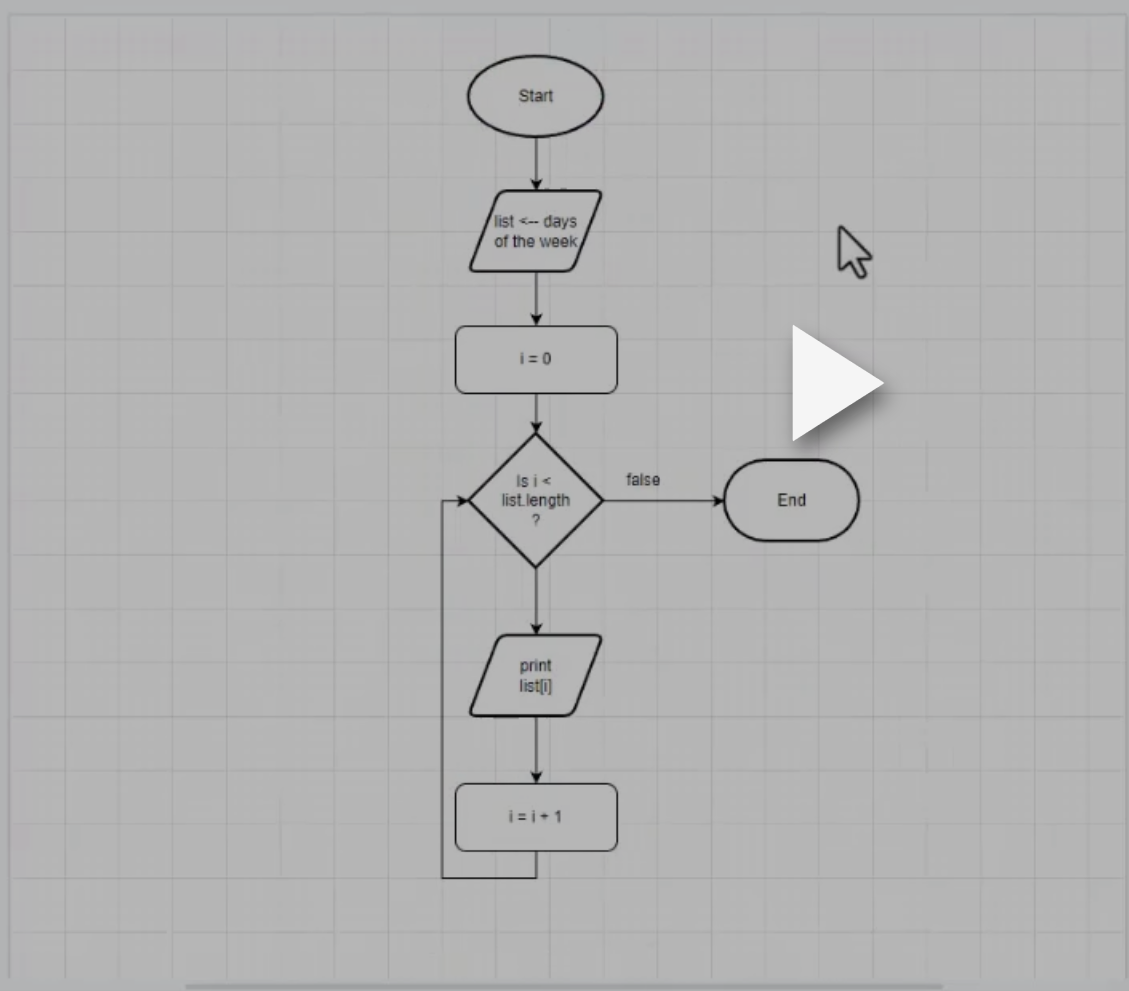 Start
list <-- days
of the week
i = 0
Is i <
list.length
?
false
End
print
list[i]
i = i + 1